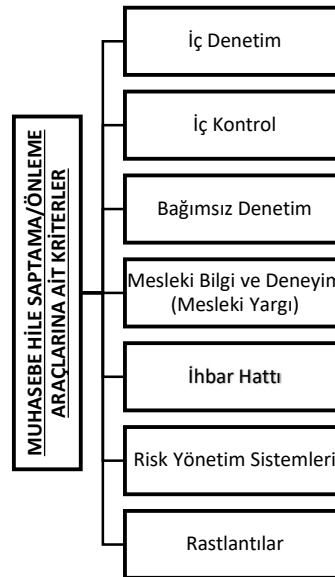 MUHASEBE HİLE SAPTAMA/ÖNLEME
ARAÇLARINA AİT KRİTERLER
İç Denetim
İç Kontrol
Bağımsız Denetim
Mesleki Bilgi ve Deneyim
(Mesleki Yargı)
İhbar Hattı
Risk Yönetim Sistemleri
Rastlantılar